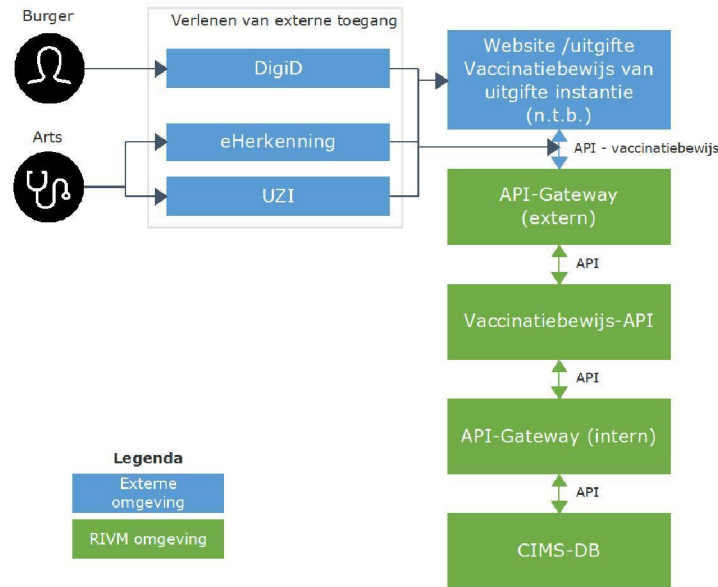 Burger
Verlenen van externe toegang
DigiD
Website /uitgifte
Vaccinatiebewijs van
uitgifte instantie
(n.t.b.)
Arts
eHerkenning
API - vaccinatiebewijs
UZI
API-Gateway
(extern)
API
Vaccinatiebewijs-API
API
API-Gateway (intern)
Legenda
Externe
omgeving
API
RIVM omgeving
CIMS-DB